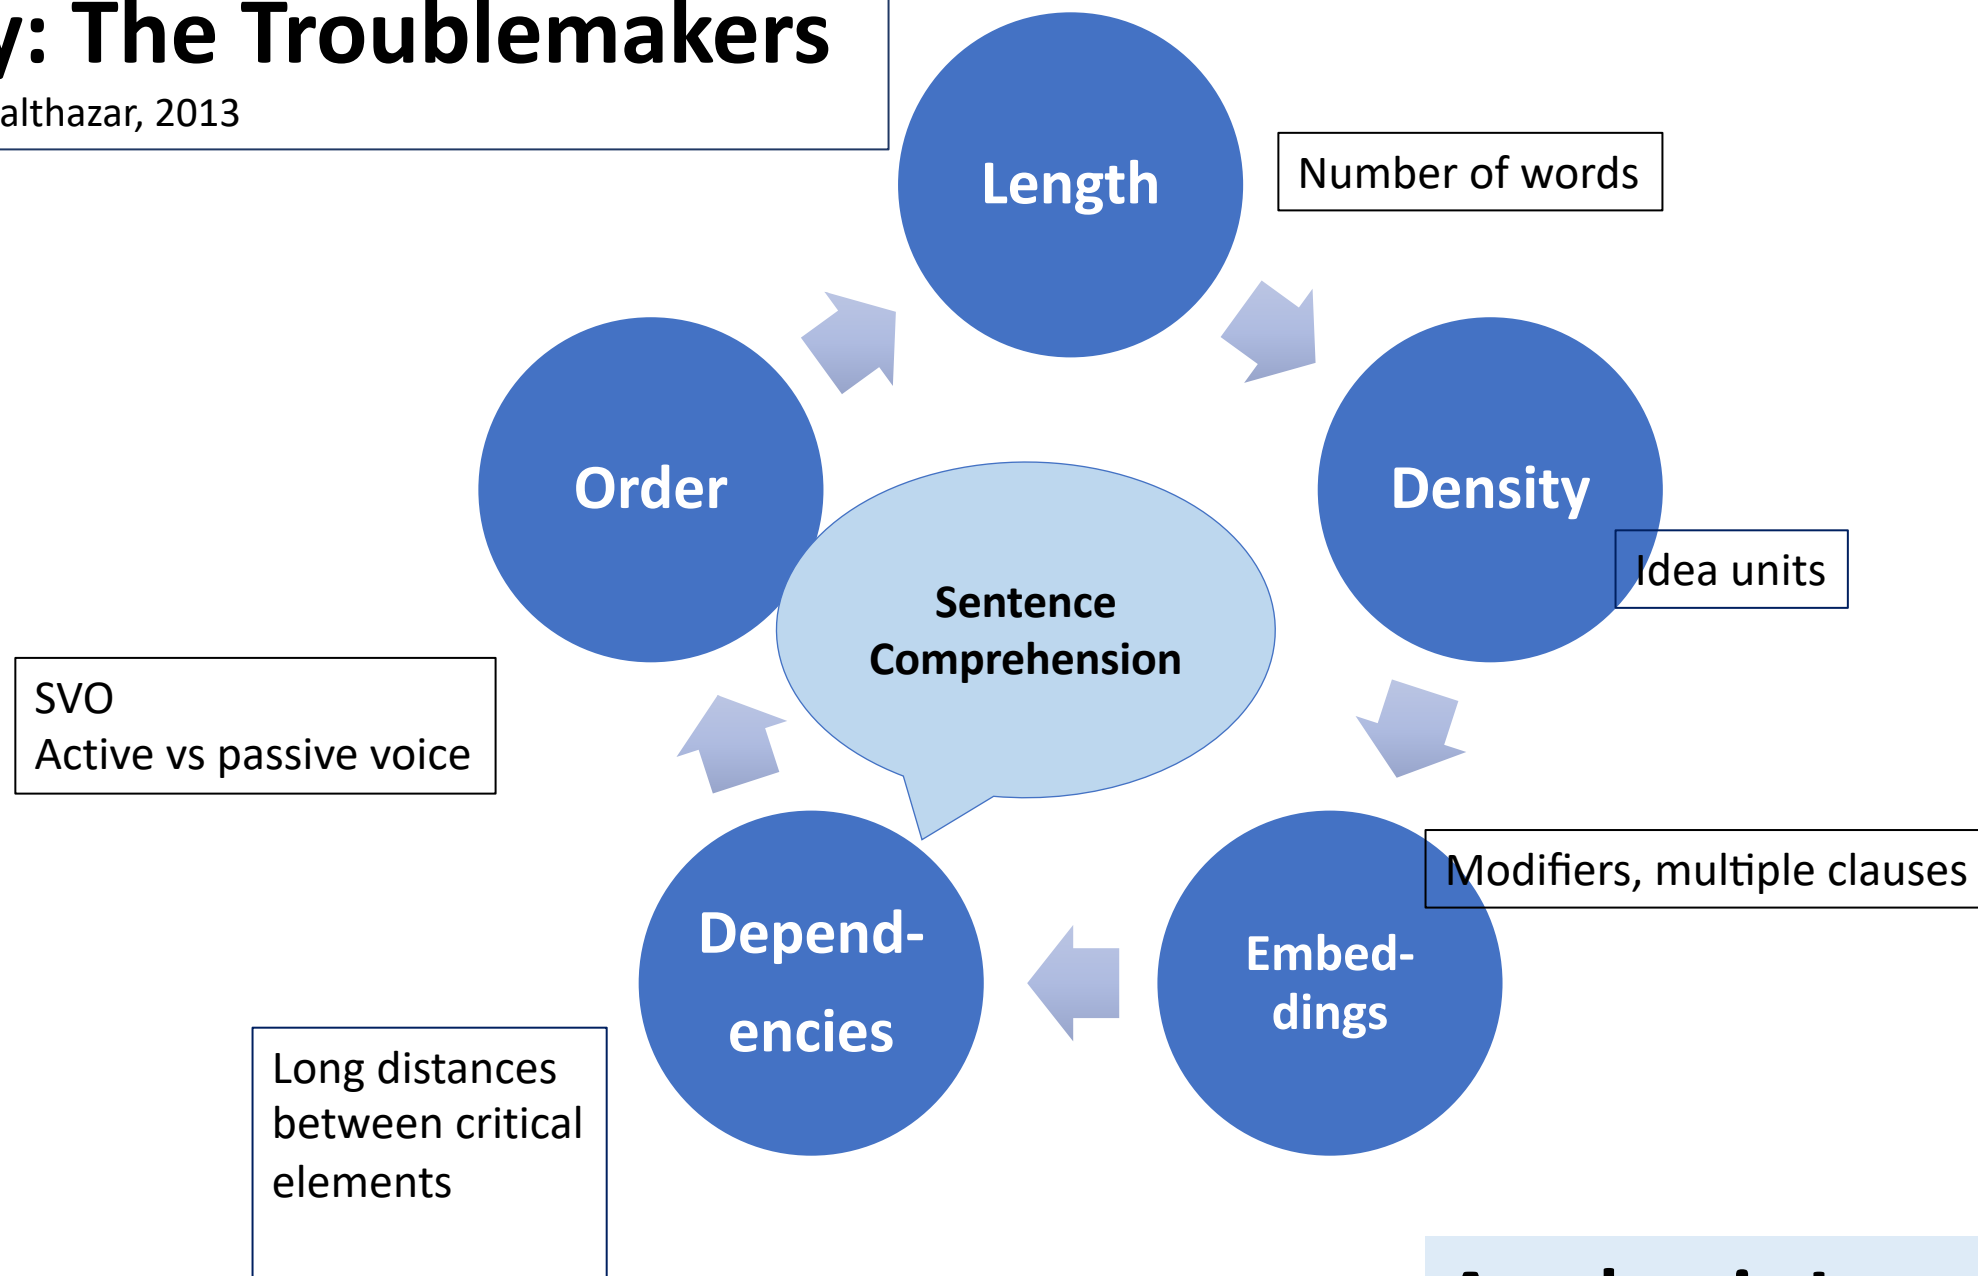 y: The Troublemakers
althazar, 2013
Length
Number of words
Order
Density
Idea units
Sentence
Comprehension
SVO
Active vs passive voice
Modifiers, multiple clauses
Depend-
encies
Embed-
dings
Long distances
between critical
elements